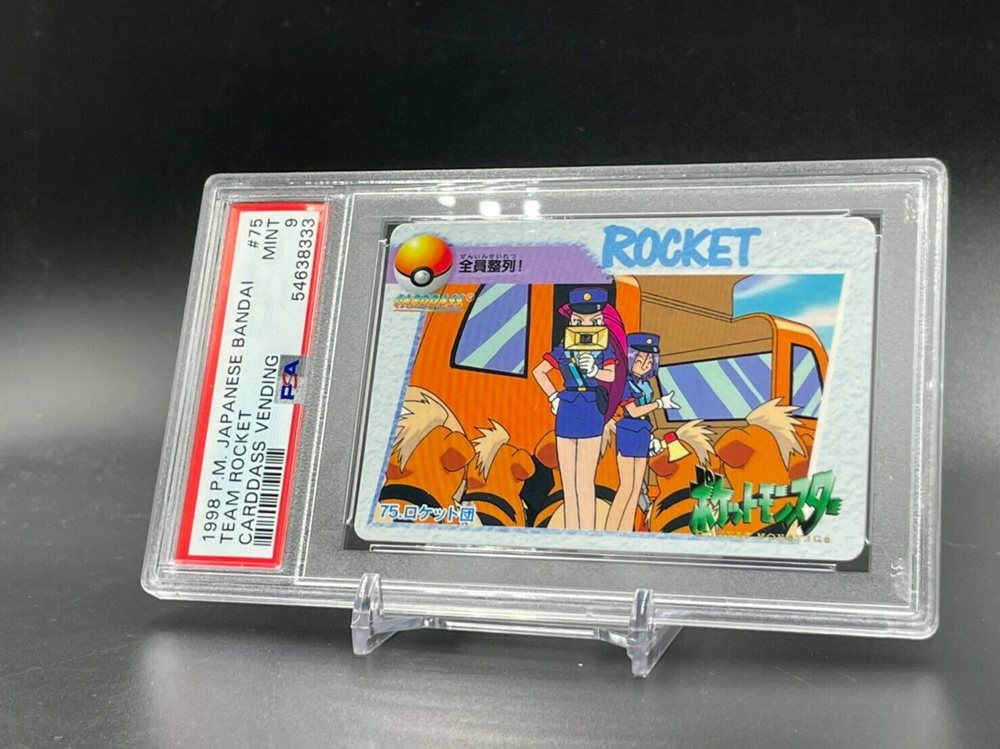 1998 P.M. JAPANESE BANDAI
#75
TEAM ROCKET
MINT
CARDDASS VENDING
9
PSA
54638333
ROCKET
ぜんいんせいれつ
全員整列!
CARDDASS®
75.ロケット団
ポケットモンスター
POCKET MONSTERS